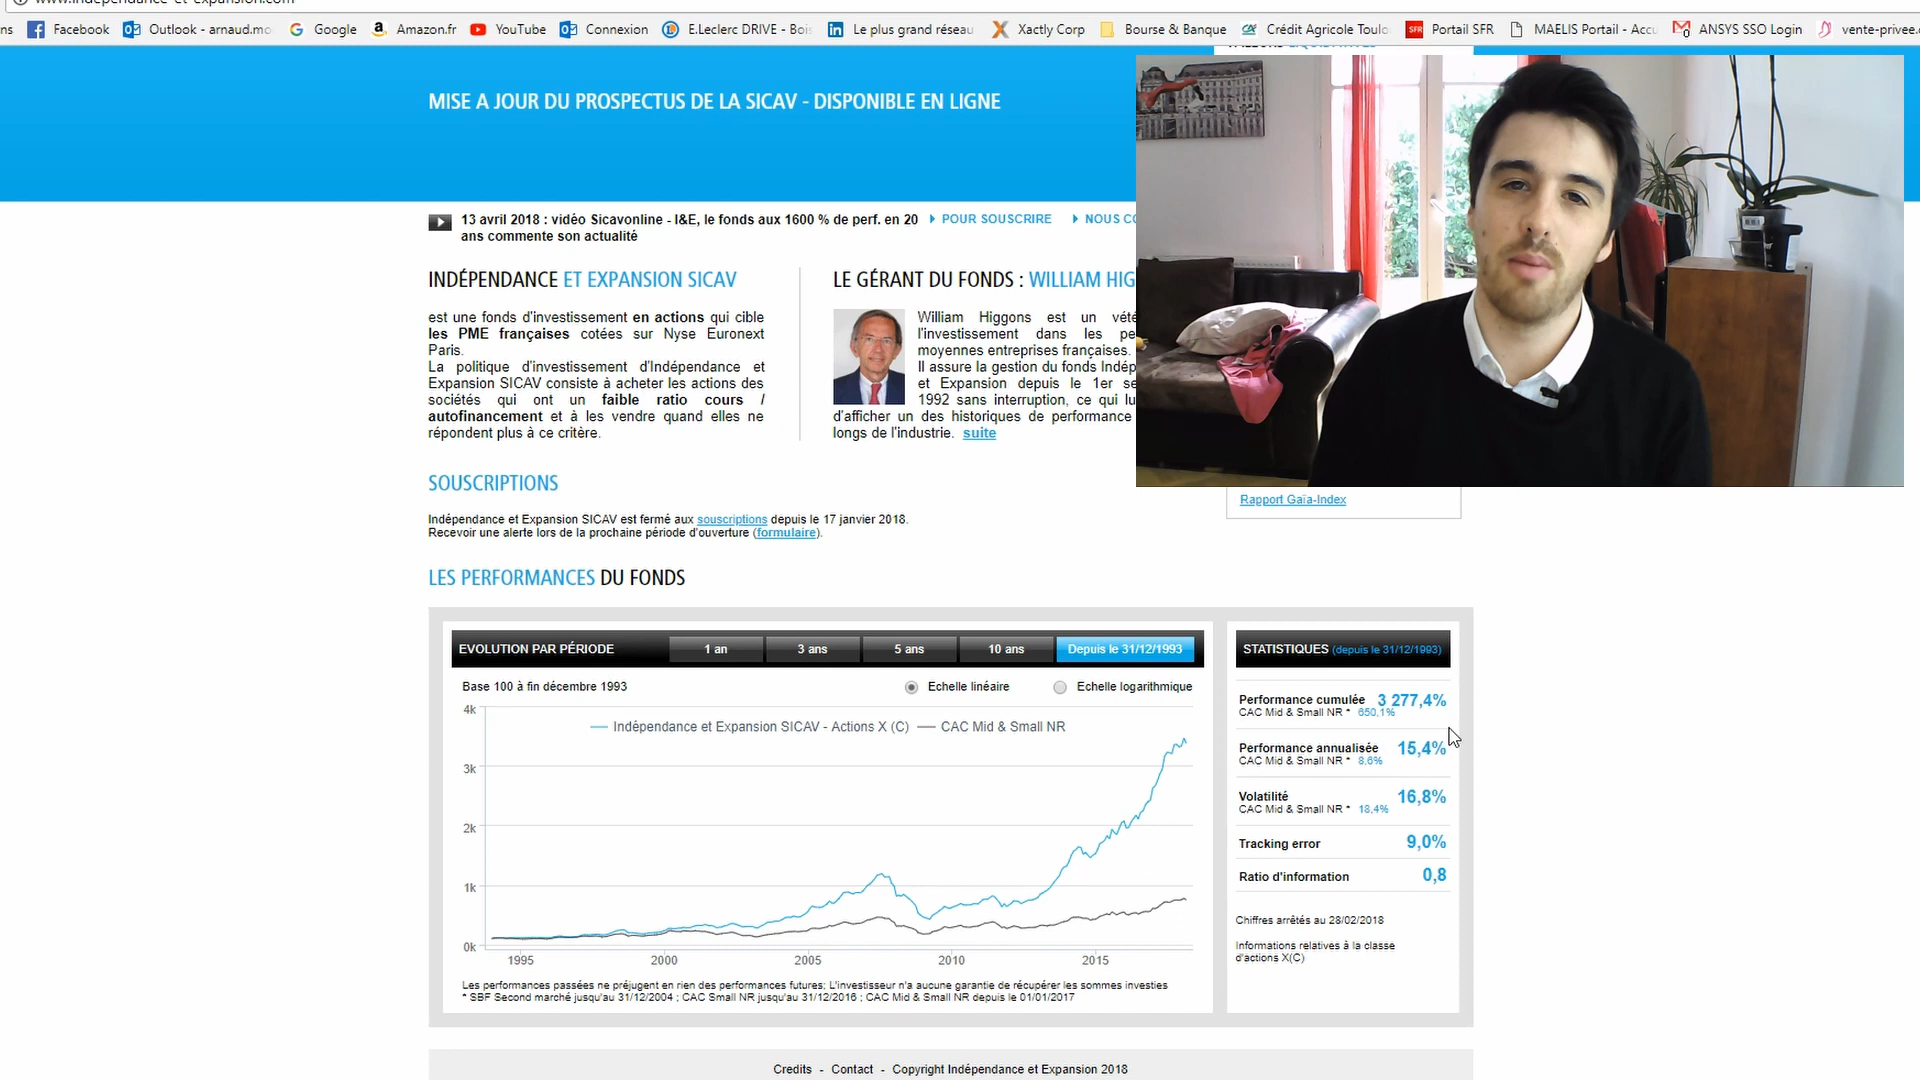 www.independance-et-expansion.com
Facebook Outlook - arnaud.mo Google Amazon.fr YouTube Connexion E.Leclerc DRIVE - Bois Le plus grand réseau Xactly Corp Bourse & Banque Crédit Agricole Toulo Portail SFR MAELIS Portail - Accu ANSYS SSO Login vente-privee.c
MISE A JOUR DU PROSPECTUS DE LA SICAV - DISPONIBLE EN LIGNE
13 avril 2018 : vidéo Sicavonline - I&E, le fonds aux 1600 % de perf. en 20
ans commente son actualité
POUR SOUSCRIRE NOUS CO
INDÉPENDANCE ET EXPANSION SICAV
est une fonds d'investissement en actions qui cible
les PME françaises cotées sur Nyse Euronext
Paris.
La politique d'investissement d'Indépendance et
Expansion SICAV consiste à acheter les actions des
sociétés qui ont un faible ratio cours /
autofinancement et à les vendre quand elles ne
répondent plus à ce critère.
LE GÉRANT DU FONDS : WILLIAM HIG
William Higgons est un vété
l'investissement dans les pe
moyennes entreprises françaises.
Il assure la gestion du fonds Indép
et Expansion depuis le 1er se
1992 sans interruption, ce qui lu
d'afficher un des historiques de performance
longs de l'industrie. suite
Rapport Gaïa-Index
SOUSCRIPTIONS
Indépendance et Expansion SICAV est fermé aux souscriptions depuis le 17 janvier 2018.
Recevoir une alerte lors de la prochaine période d'ouverture (formulaire).
LES PERFORMANCES DU FONDS
EVOLUTION PAR PÉRIODE 1 an 3 ans 5 ans 10 ans Depuis le 31/12/1993
Base 100 à fin décembre 1993 Echelle linéaire Echelle logarithmique
Indépendance et Expansion SICAV - Actions X (C) CAC Mid & Small NR
4k
3k
2k
1k
0k
1995 2000 2005 2010 2015
Les performances passées ne préjugent en rien des performances futures; L'investisseur n'a aucune garantie de récupérer les sommes investies
* SBF Second marché jusqu'au 31/12/2004 ; CAC Small NR jusqu'au 31/12/2016 ; CAC Mid & Small NR depuis le 01/01/2017
STATISTIQUES (depuis le 31/12/1993)
Performance cumulée 3 277,4%
CAC Mid & Small NR * 650,1%
Performance annualisée 15,4%
CAC Mid & Small NR * 8,6%
Volatilité 16,8%
CAC Mid & Small NR * 18,4%
Tracking error 9,0%
Ratio d'information 0,8
Chiffres arrêtés au 28/02/2018
Informations relatives à la classe
d'actions X(C)
Credits - Contact - Copyright Indépendance et Expansion 2018